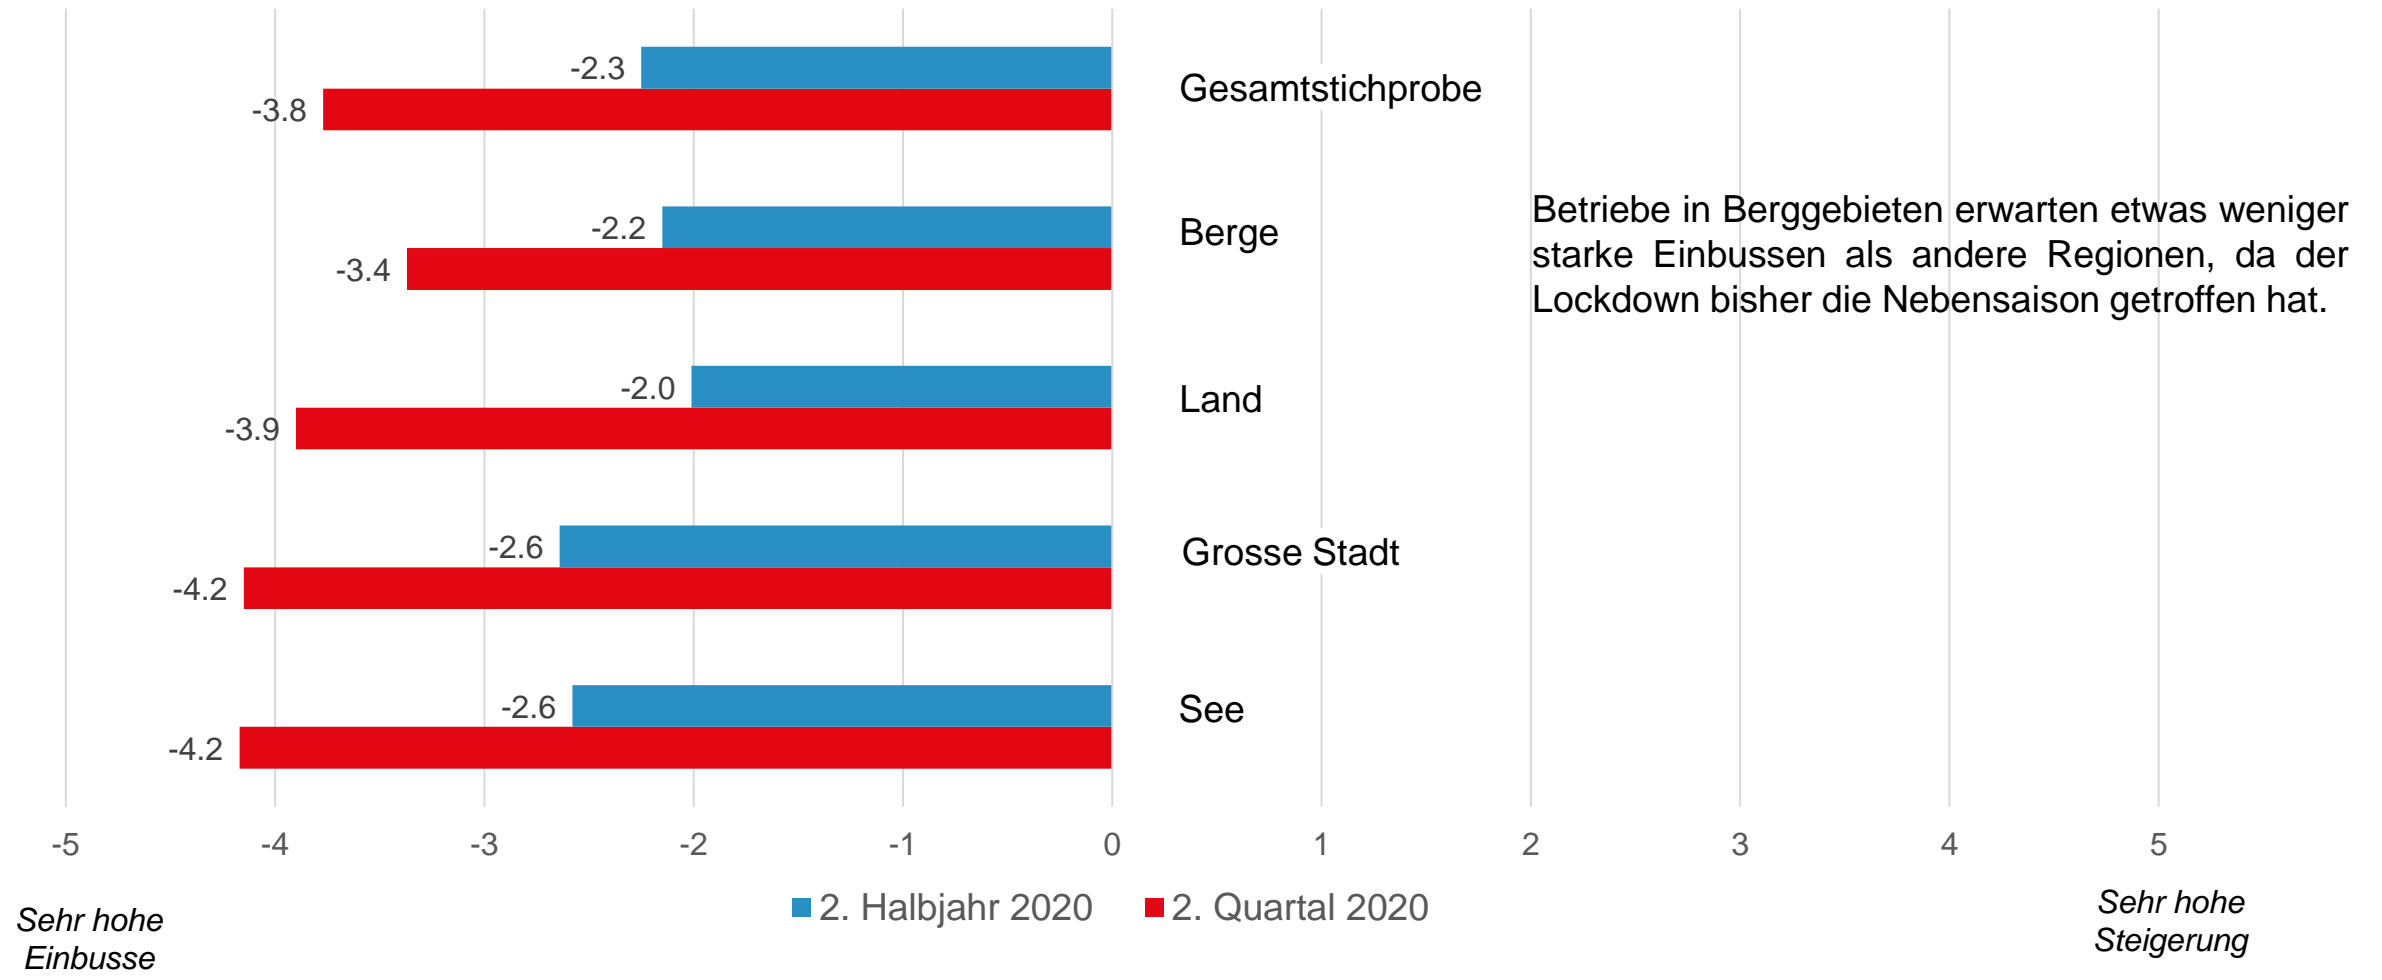 -2.3
Gesamtstichprobe
-3.8
-2.2
Berge
-3.4
Betriebe in Berggebieten erwarten etwas weniger
starke Einbussen als andere Regionen, da der
Lockdown bisher die Nebensaison getroffen hat.
-2.0
Land
-3.9
-2.6
Grosse Stadt
-4.2
-2.6
See
-4.2
-5 -4 -3 -2 -1 0 1 2 3 4 5
2. Halbjahr 2020 2. Quartal 2020
Sehr hohe
Einbusse
Sehr hohe
Steigerung